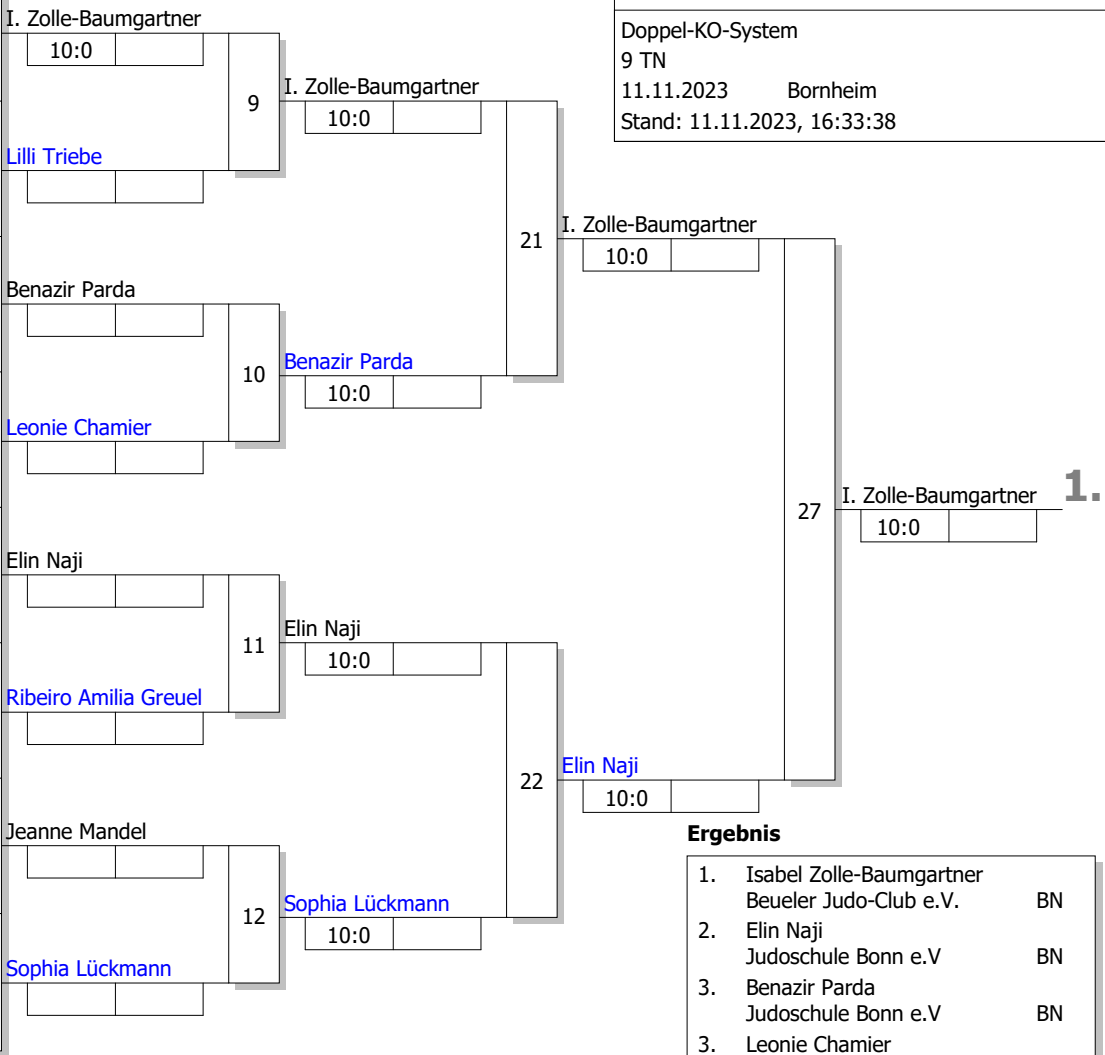 Doppel-KO-System
9 TN
11.11.2023 Bornheim
Stand: 11.11.2023, 16:33:38
I. Zolle-Baumgartner
10:0
9
Lilli Triebe
I. Zolle-Baumgartner
10:0
Benazir Parda
10
Leonie Chamier
Benazir Parda
10:0
21
I. Zolle-Baumgartner
10:0
Elin Naji
11
Ribeiro Amilia Greuel
Elin Naji
10:0
Jeanne Mandel
12
Sophia Lückmann
Sophia Lückmann
10:0
22
Elin Naji
10:0
27
I. Zolle-Baumgartner 1.
10:0
Ergebnis
1. Isabel Zolle-Baumgartner
Beueler Judo-Club e.V. BN
2. Elin Naji
Judoschule Bonn e.V BN
3. Benazir Parda
Judoschule Bonn e.V BN
3. Leonie Chamier